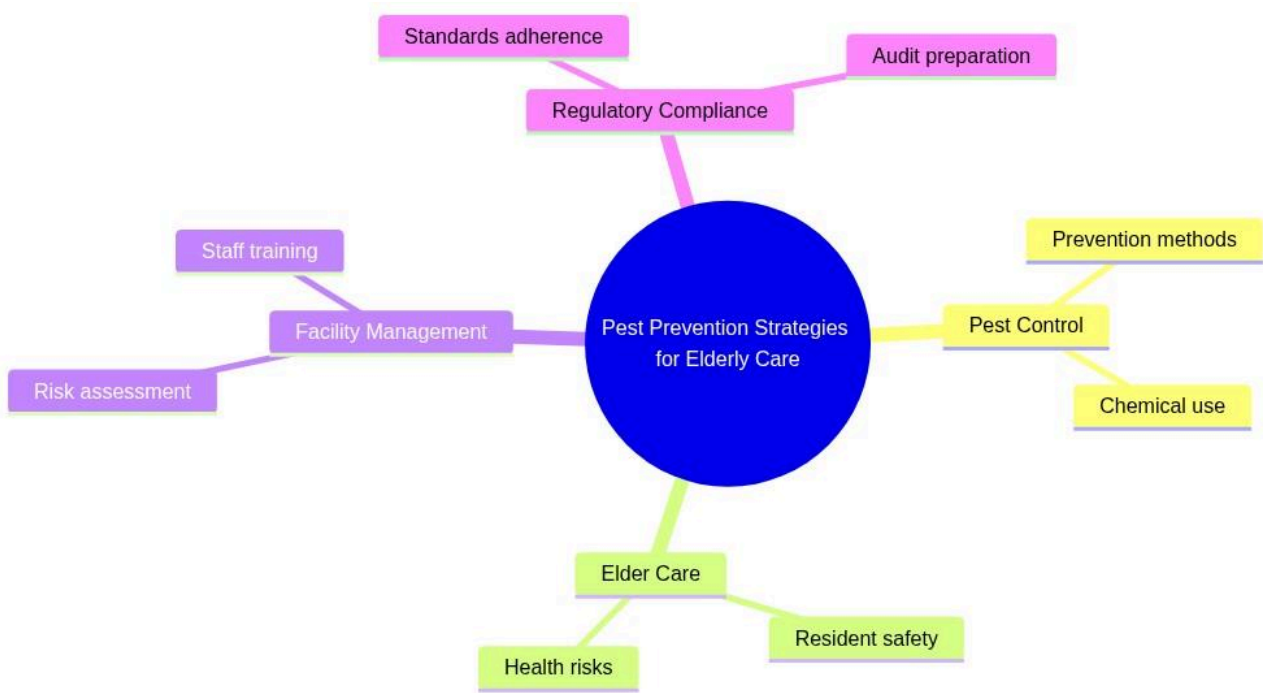 Standards adherence
Audit preparation
Regulatory Compliance
Staff training
Prevention methods
Facility Management
Pest Prevention Strategies
for Elderly Care
Pest Control
Risk assessment
Chemical use
Elder Care
Resident safety
Health risks